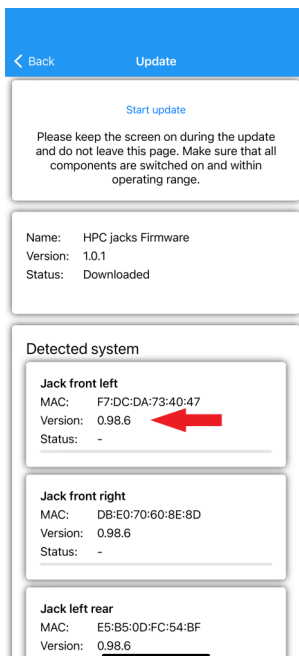 Back
Update
Start update
Please keep the screen on during the update
and do not leave this page. Make sure that all
components are switched on and within
operating range.
Name: HPC jacks Firmware
Version: 1.0.1
Status: Downloaded
Detected system
Jack front left
MAC: F7:DC:DA:73:40:47
Version: 0.98.6
Status: -
Jack front right
MAC: DB:E0:70:60:8E:8D
Version: 0.98.6
Status: -
Jack left rear
MAC: E5:B5:0D:FC:54:BF
Version: 0.98.6